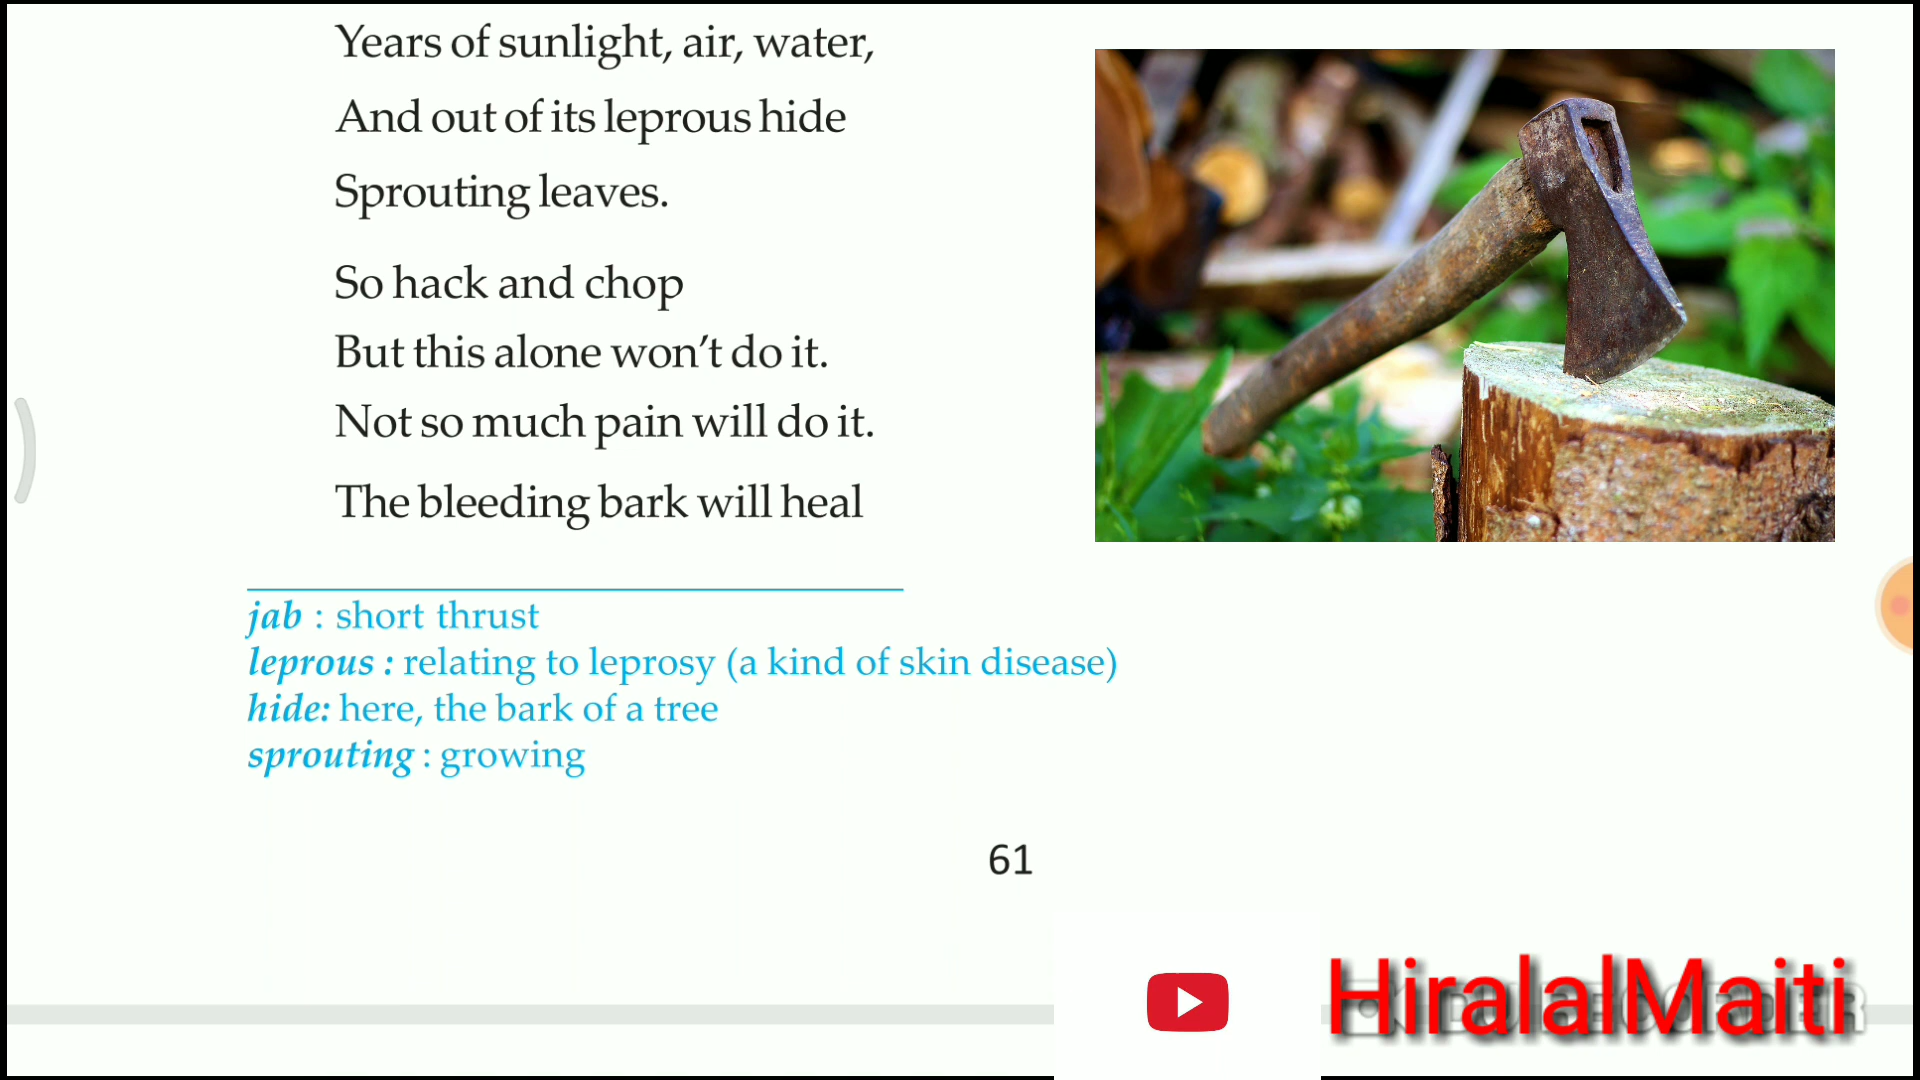 Years of sunlight, air, water,
And out of its leprous hide
Sprouting leaves.
So hack and chop
But this alone won’t do it.
Not so much pain will do it.
The bleeding bark will heal
jab : short thrust
leprous : relating to leprosy (a kind of skin disease)
hide: here, the bark of a tree
sprouting : growing
61
HiralalMaiti